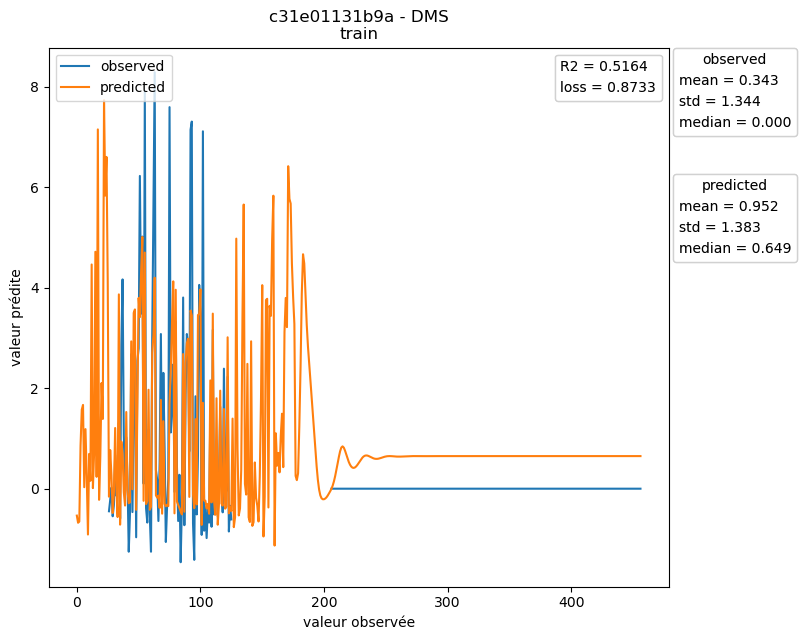 c31e01131b9a - DMS
train
observed
predicted
R2 = 0.5164
loss = 0.8733
observed
mean = 0.343
std = 1.344
median = 0.000
predicted
mean = 0.952
std = 1.383
median = 0.649
valeur prédite
8
6
4
2
0
0
100
200
300
400
valeur observée